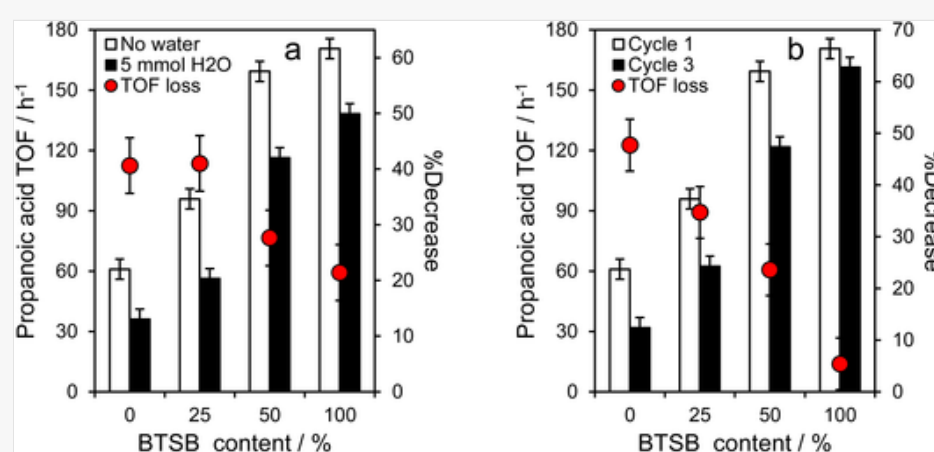 180
150
120
90
60
30
0
Propanoic acid TOF / h-1
No water
5 mmol H2O
TOF loss
a
60
50
40
30
20
10
0
%Decrease
0 25 50 100
BTSB content / %
180
150
120
90
60
30
0
Propanoic acid TOF / h-1
Cycle 1
Cycle 3
TOF loss
b
70
60
50
40
30
20
10
0
%Decrease
0 25 50 100
BTSB content / %